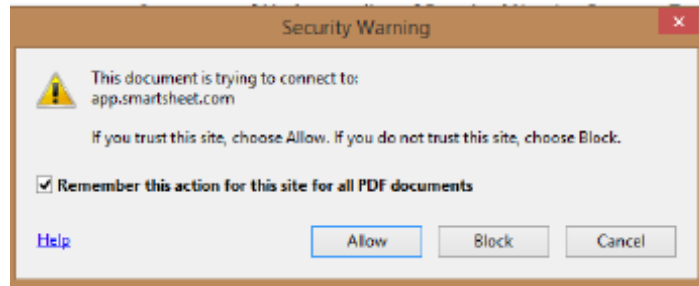 Security Warning
This document is trying to connect to:
app.smartsheet.com
If you trust this site, choose Allow. If you do not trust this site, choose Block.
Remember this action for this site for all PDF documents
Help
Allow
Block
Cancel